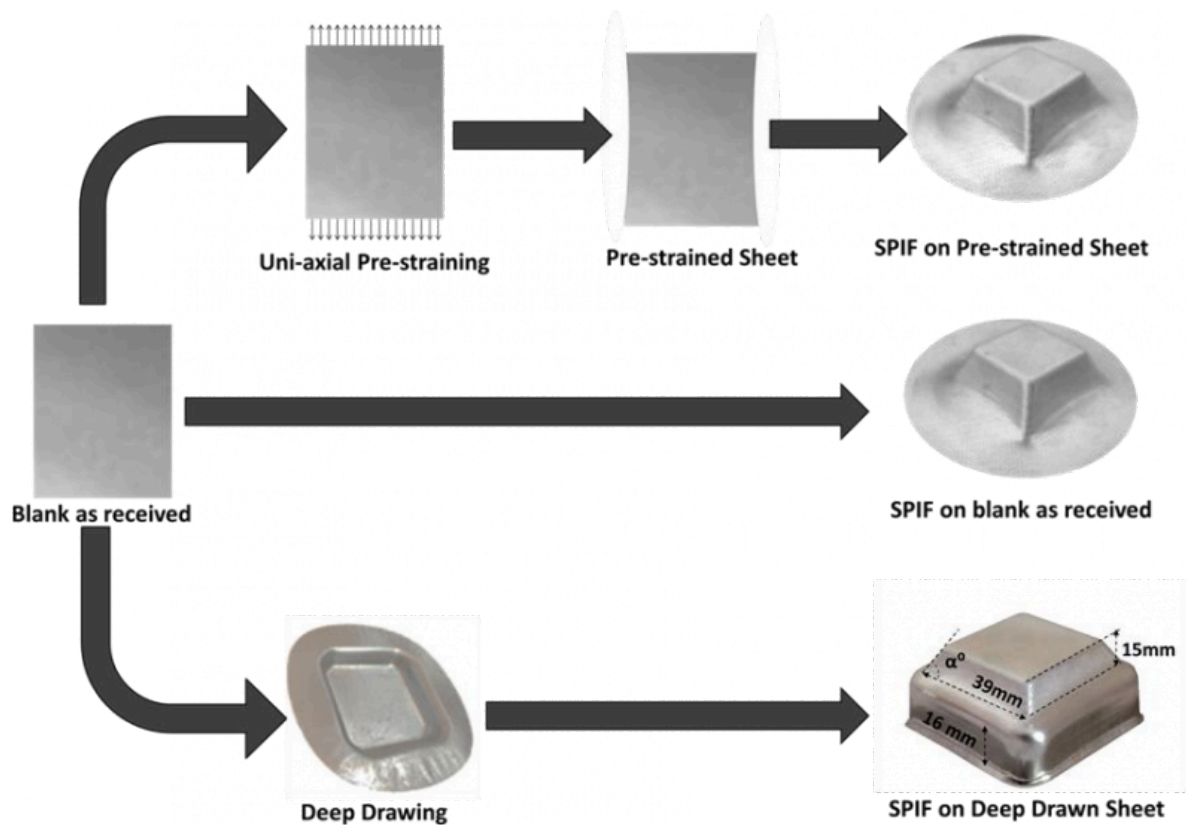 Uni-axial Pre-straining
Pre-strained Sheet
SPIF on Pre-strained Sheet
Blank as received
SPIF on blank as received
αº
39mm
15mm
16 mm
Deep Drawing
SPIF on Deep Drawn Sheet